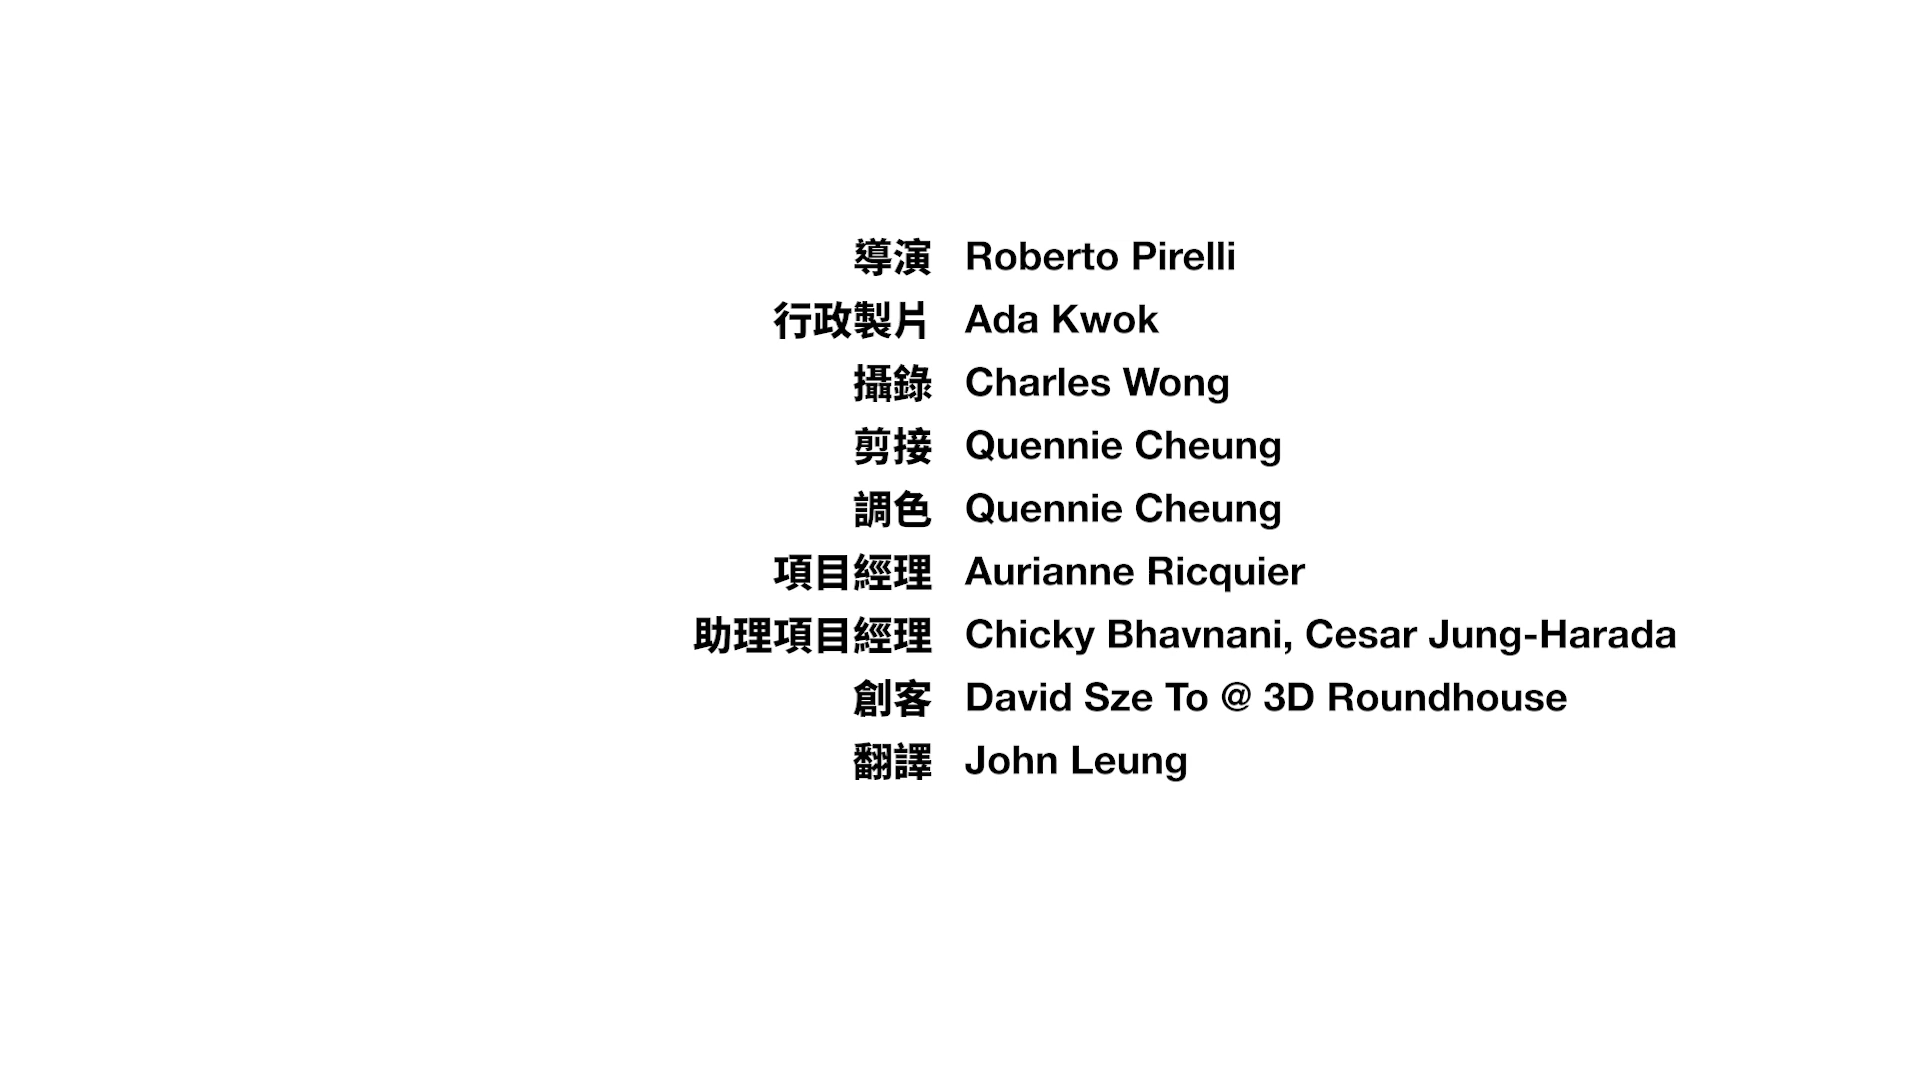 導演 Roberto Pirelli
行政製片 Ada Kwok
攝錄 Charles Wong
剪接 Quennie Cheung
調色 Quennie Cheung
項目經理 Aurianne Ricquier
助理項目經理 Chicky Bhavnani, Cesar Jung-Harada
創客 David Sze To @ 3D Roundhouse
翻譯 John Leung